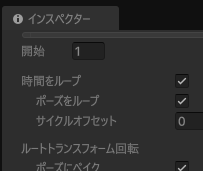 インスペクター
開始 1
時間をループ
ポーズをループ
サイクルオフセット 0
ルートトランスフォーム回転
ポーズにベイク